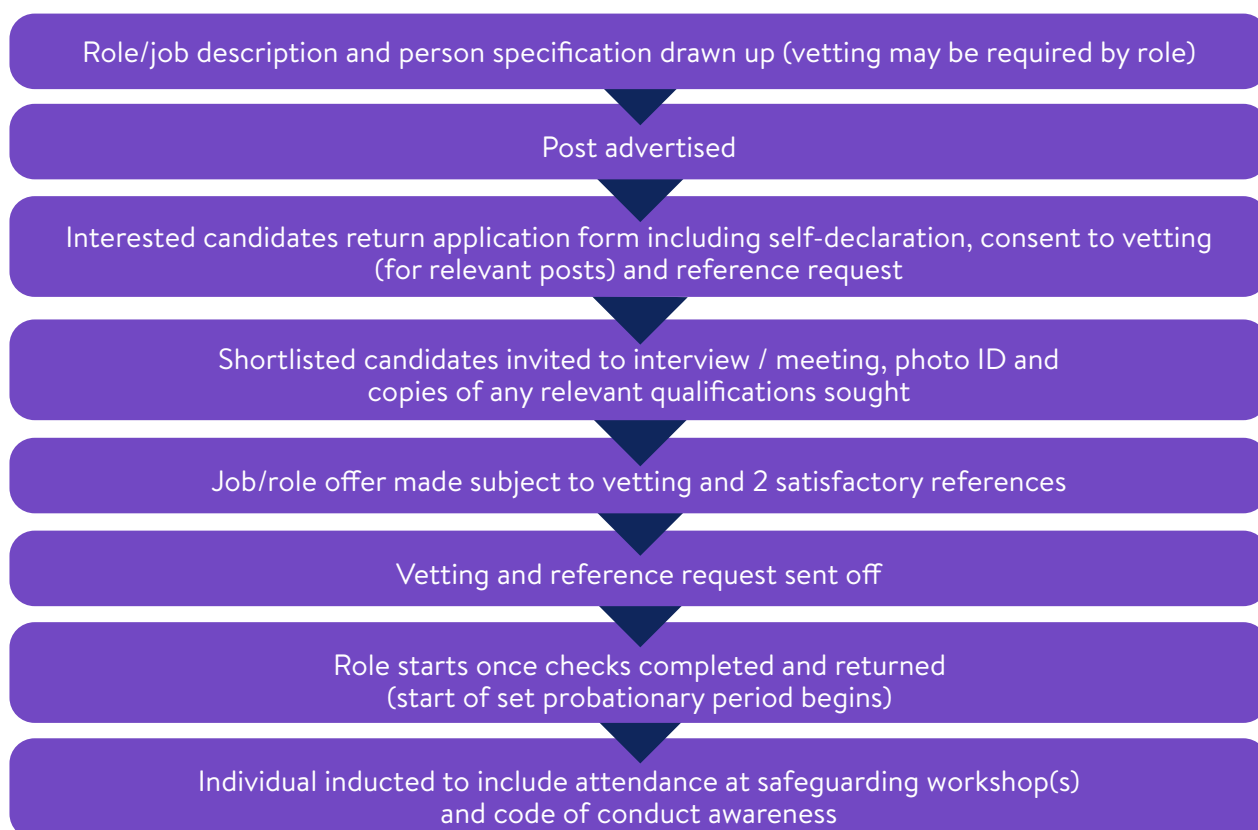 Role/job description and person specification drawn up (vetting may be required by role)
Post advertised
Interested candidates return application form including self-declaration, consent to vetting
(for relevant posts) and reference request
Shortlisted candidates invited to interview / meeting, photo ID and
copies of any relevant qualifications sought
Job/role offer made subject to vetting and 2 satisfactory references
Vetting and reference request sent off
Role starts once checks completed and returned
(start of set probationary period begins)
Individual inducted to include attendance at safeguarding workshop(s)
and code of conduct awareness